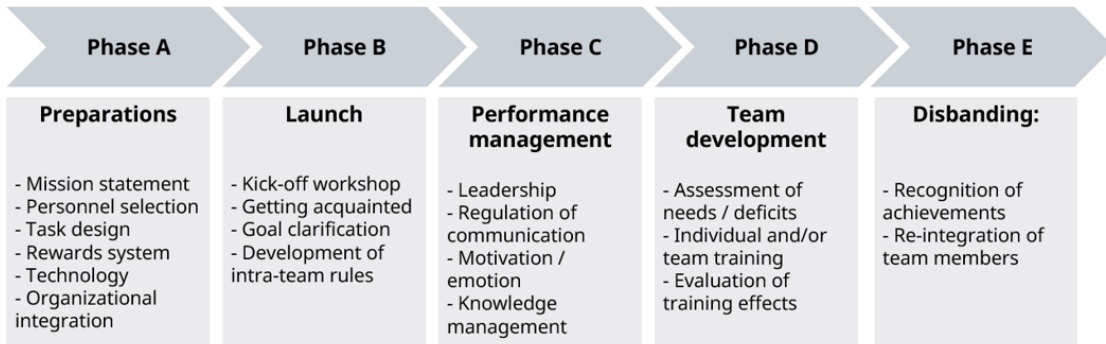 Phase A
Phase B
Phase C
Phase D
Phase E
Preparations
- Mission statement
- Personnel selection
- Task design
- Rewards system
- Technology
- Organizational
integration
Launch
- Kick-off workshop
- Getting acquainted
- Goal clarification
- Development of
intra-team rules
Performance
management
- Leadership
- Regulation of
communication
- Motivation /
emotion
- Knowledge
management
Team
development
- Assessment of
needs / deficits
- Individual and/or
team training
- Evaluation of
training effects
Disbanding:
- Recognition of
achievements
- Re-integration of
team members